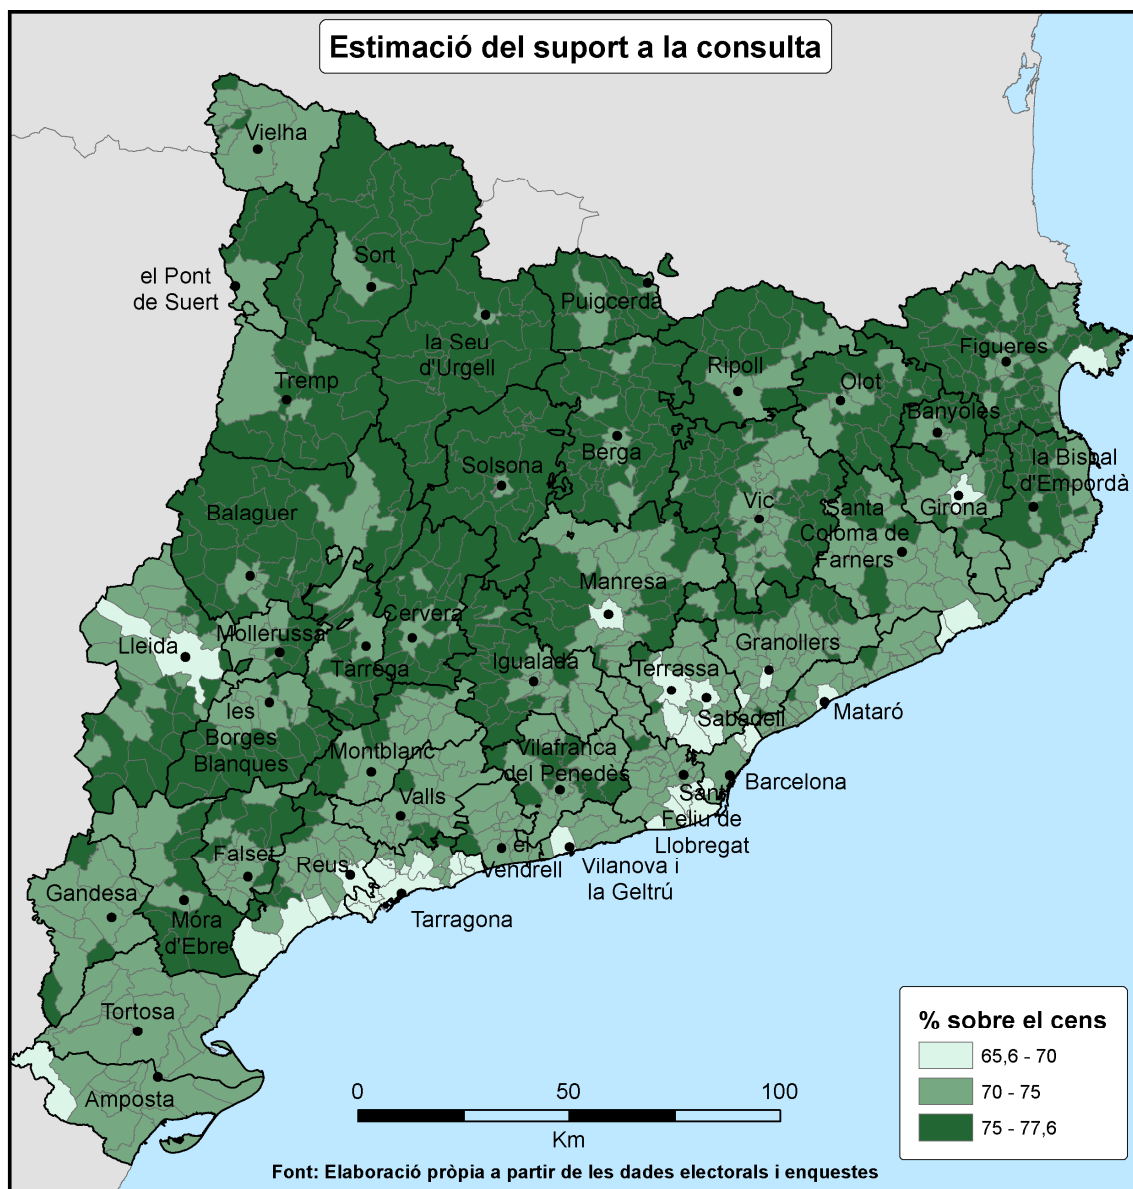 Estimació del suport a la consulta
Vielha
Sort
el Pont
de Suert
Puigcerdà
la Seu
d'Urgell
Tremp
Ripoll
Olot
Figueres
Banyoles
Berga
Solsona
la Bisbal
d'Empordà
Balaguer
Vic
Santa
Coloma de
Farners
Girona
Manresa
Cervera
Mollerussa
Lleida
Tàrrega
Igualada
Granollers
Terrassa
Sabadell
Mataró
les
Borges
Blanques
Montblanc
Vilafranca
del Penedès
Barcelona
Valls
Sant
Feliu de
Llobregat
Falset
Reus
el
Vendrell
Vilanova i
la Geltrú
Gandesa
Móra
d'Ebre
Tarragona
Tortosa
Amposta
% sobre el cens
65,6 - 70
70 - 75
75 - 77,6
0 50 100
Km
Font: Elaboració pròpia a partir de les dades electorals i enquestes